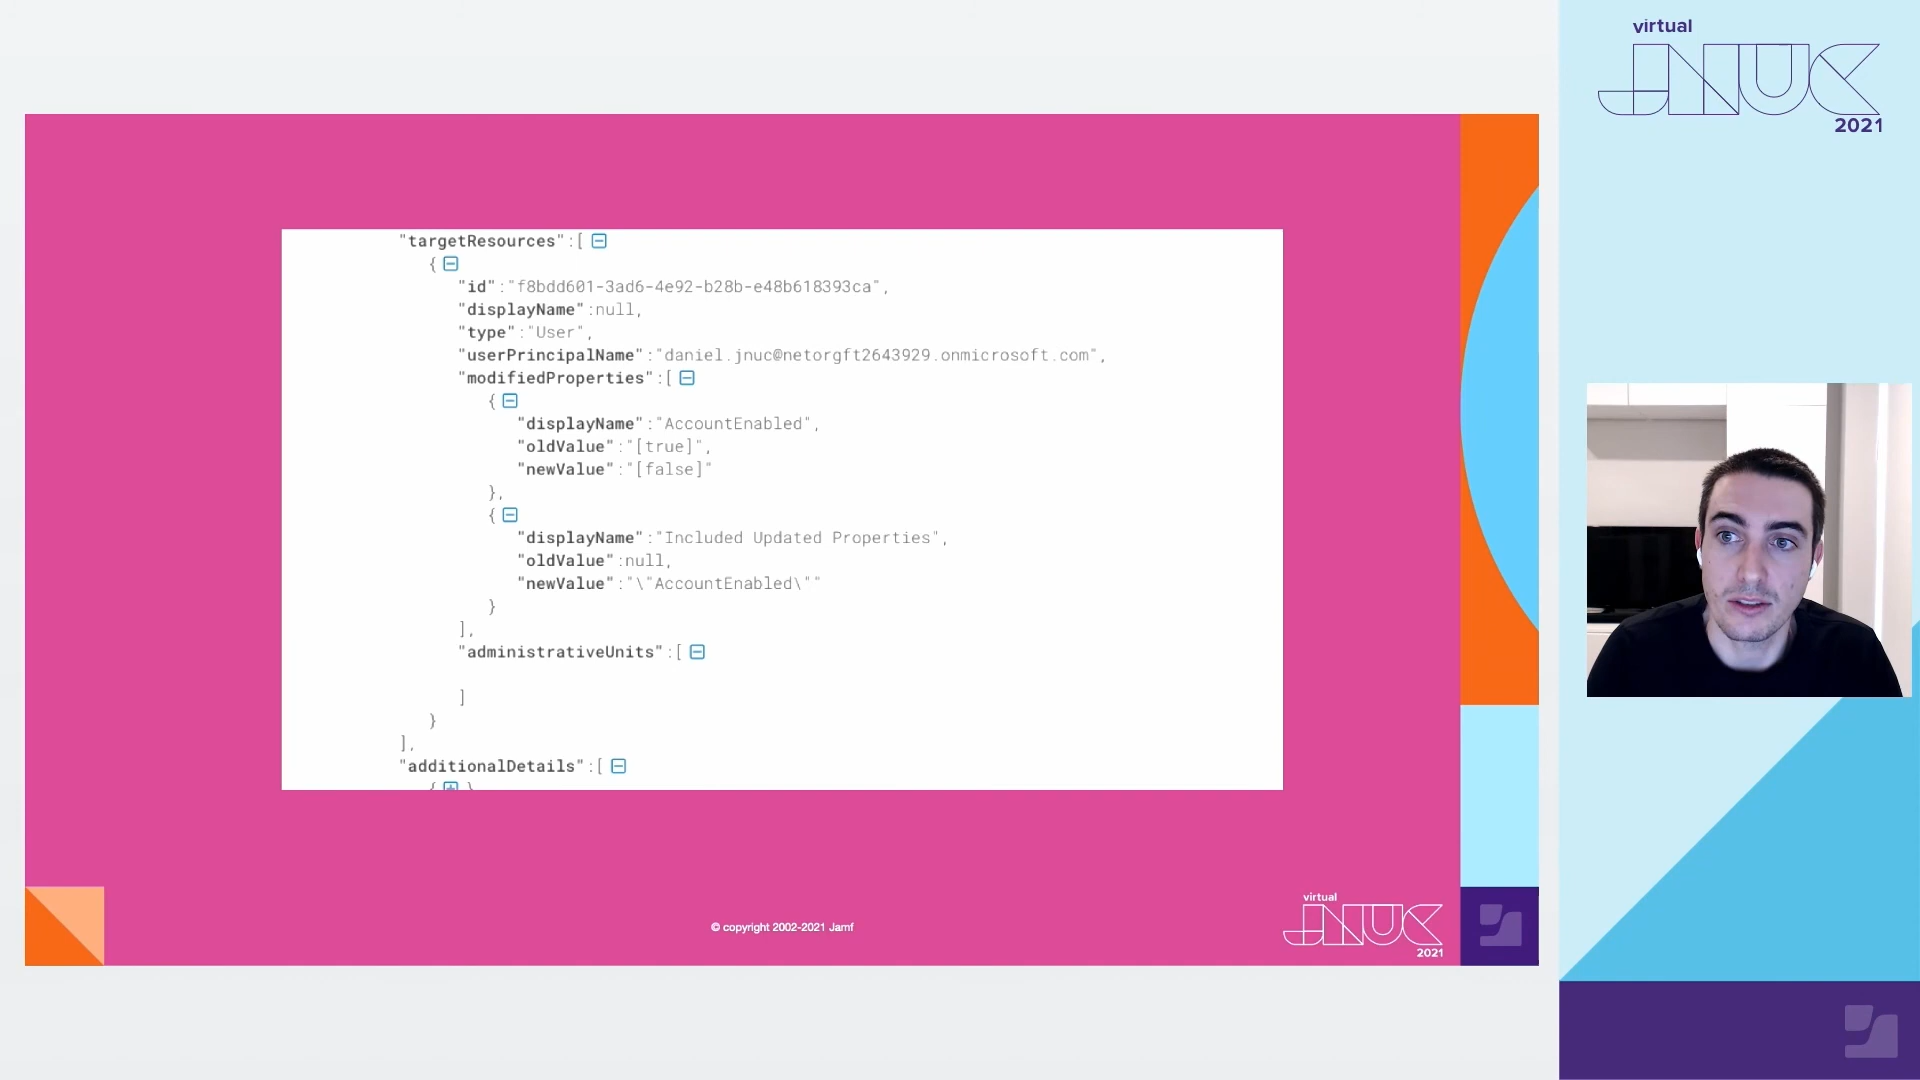 virtual
JNUC
2021
"targetResources":[
{
"id":"f8bdd601-3ad6-4e92-b28b-e48b618393ca",
"displayName":null,
"type":"User",
"userPrincipalName":"daniel.jnuc@netorgft2643929.onmicrosoft.com",
"modifiedProperties":[
{
"displayName":"AccountEnabled",
"oldValue":"[true]",
"newValue":"[false]"
},
{
"displayName":"Included Updated Properties",
"oldValue":null,
"newValue":"\"AccountEnabled\""
}
],
"administrativeUnits":[
]
}
],
"additionalDetails":[
{ }
© copyright 2002-2021 Jamf
virtual
JNUC
2021